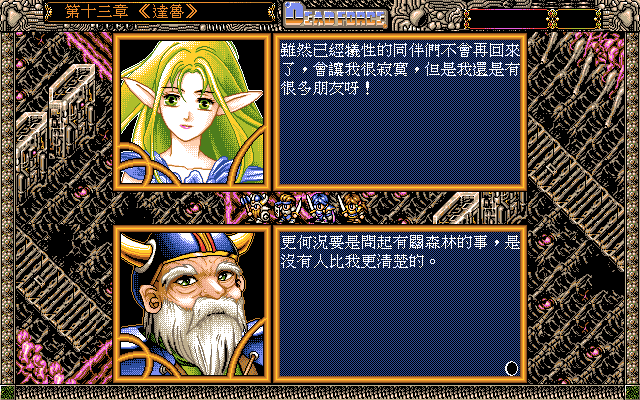 第十三章 《達魯》
DEADFORCE
雖然已經犧牲的同伴們不會再回來
了，會讓我很寂寞，但是我還是有
很多朋友呀！
更何況要是問起有關森林的事，是
沒有人比我更清楚的。